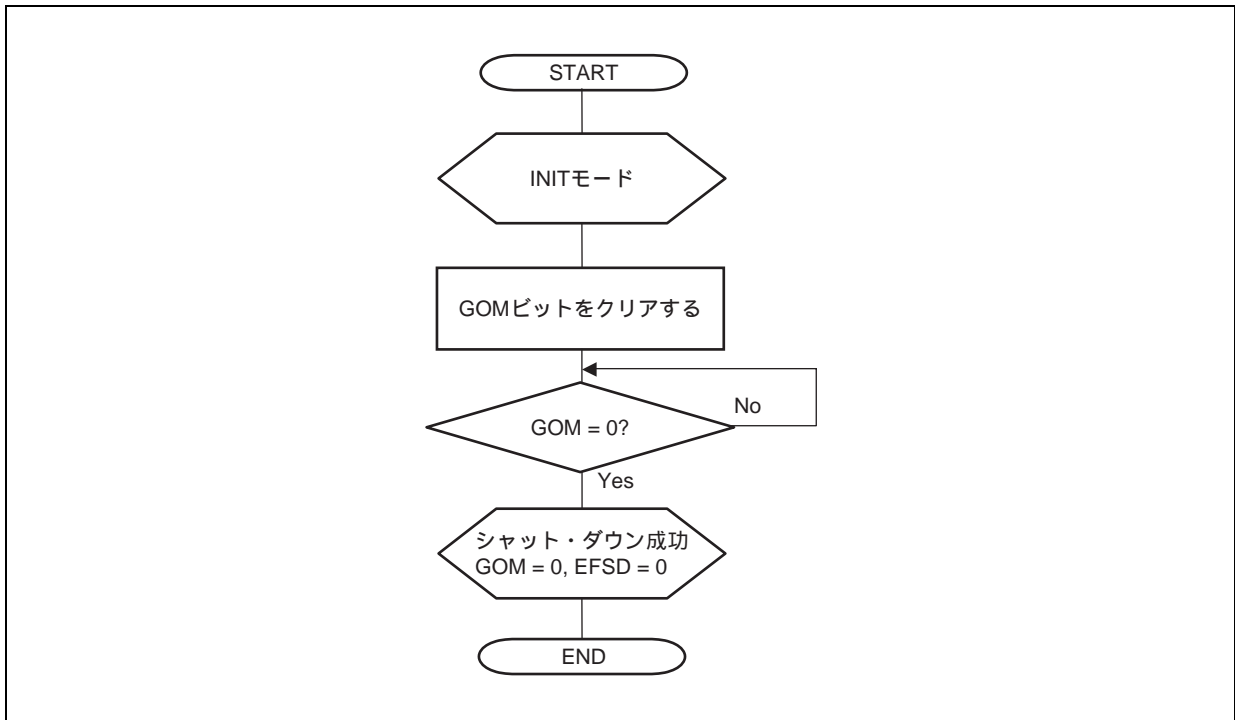 START
INITモード
GOMビットをクリアする
No
GOM = 0?
Yes
シャット・ダウン成功
GOM = 0, EFSD = 0
END